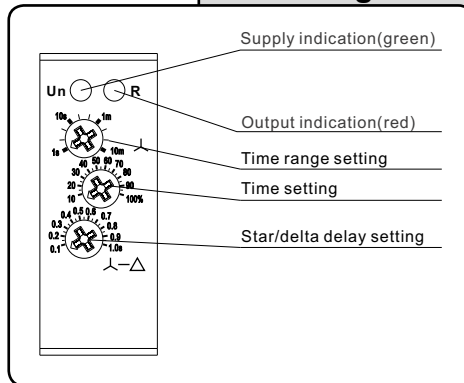 Supply indication(green)
Un R
Output indication(red)
10s 1m
1s 10m
Time range setting
40 50 60 70
30 80
20 90
10 100%
Time setting
0.4 0.5 0.6 0.7
0.3 0.8
0.2 0.9
0.1 1.0s
Star/delta delay setting